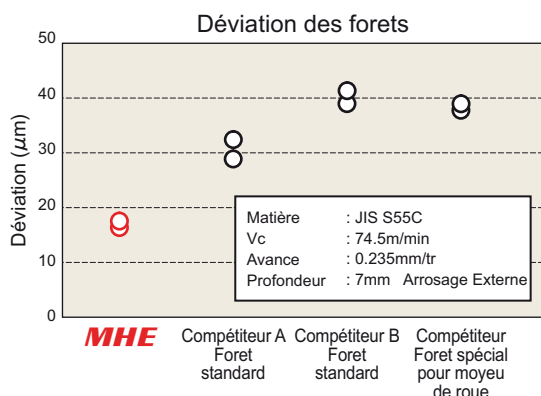 Déviation des forets
50
40
30
20
10
0
Déviation (µm)
Matière : JIS S55C
Vc : 74.5m/min
Avance : 0.235mm/tr
Profondeur : 7mm Arrosage Externe
MHE
Compétiteur A
Foret
standard
Compétiteur B
Foret
standard
Compétiteur
Foret spécial
pour moyeu
de roue